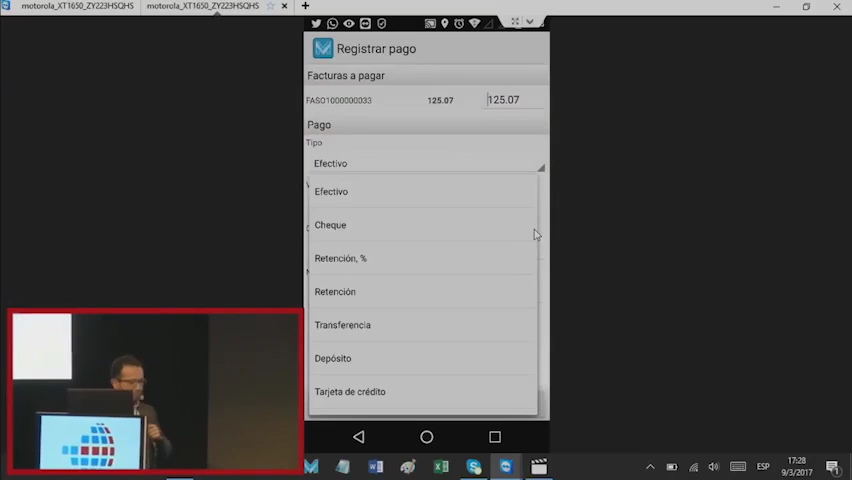 motorola_XT1650_ZY223HSQHS motorola_XT1650_ZY223HSQHS
Registrar pago
Facturas a pagar
FASO1000000033 125.07 125.07
Pago
Tipo
Efectivo
Efectivo
Cheque
Retención, %
Retención
Transferencia
Depósito
Tarjeta de crédito
ESP
17:28
9/3/2017